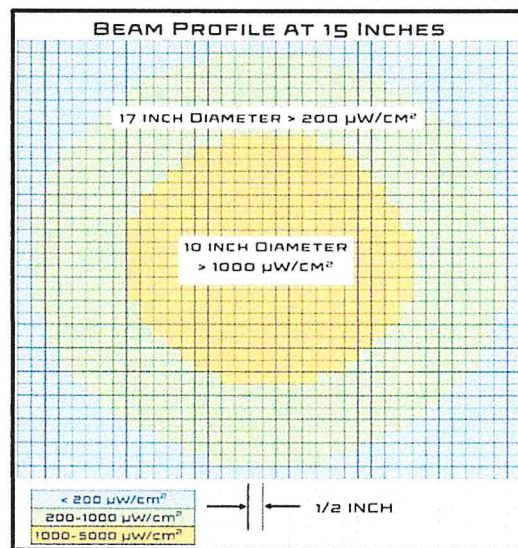 BEAM PROFILE AT 15 INCHES
17 INCH DIAMETER > 200 µW/CM²
10 INCH DIAMETER
> 1000 µW/CM²
< 200 µW/cm²
200-1000 µW/cm²
1000-5000 µW/cm²
1/2 INCH